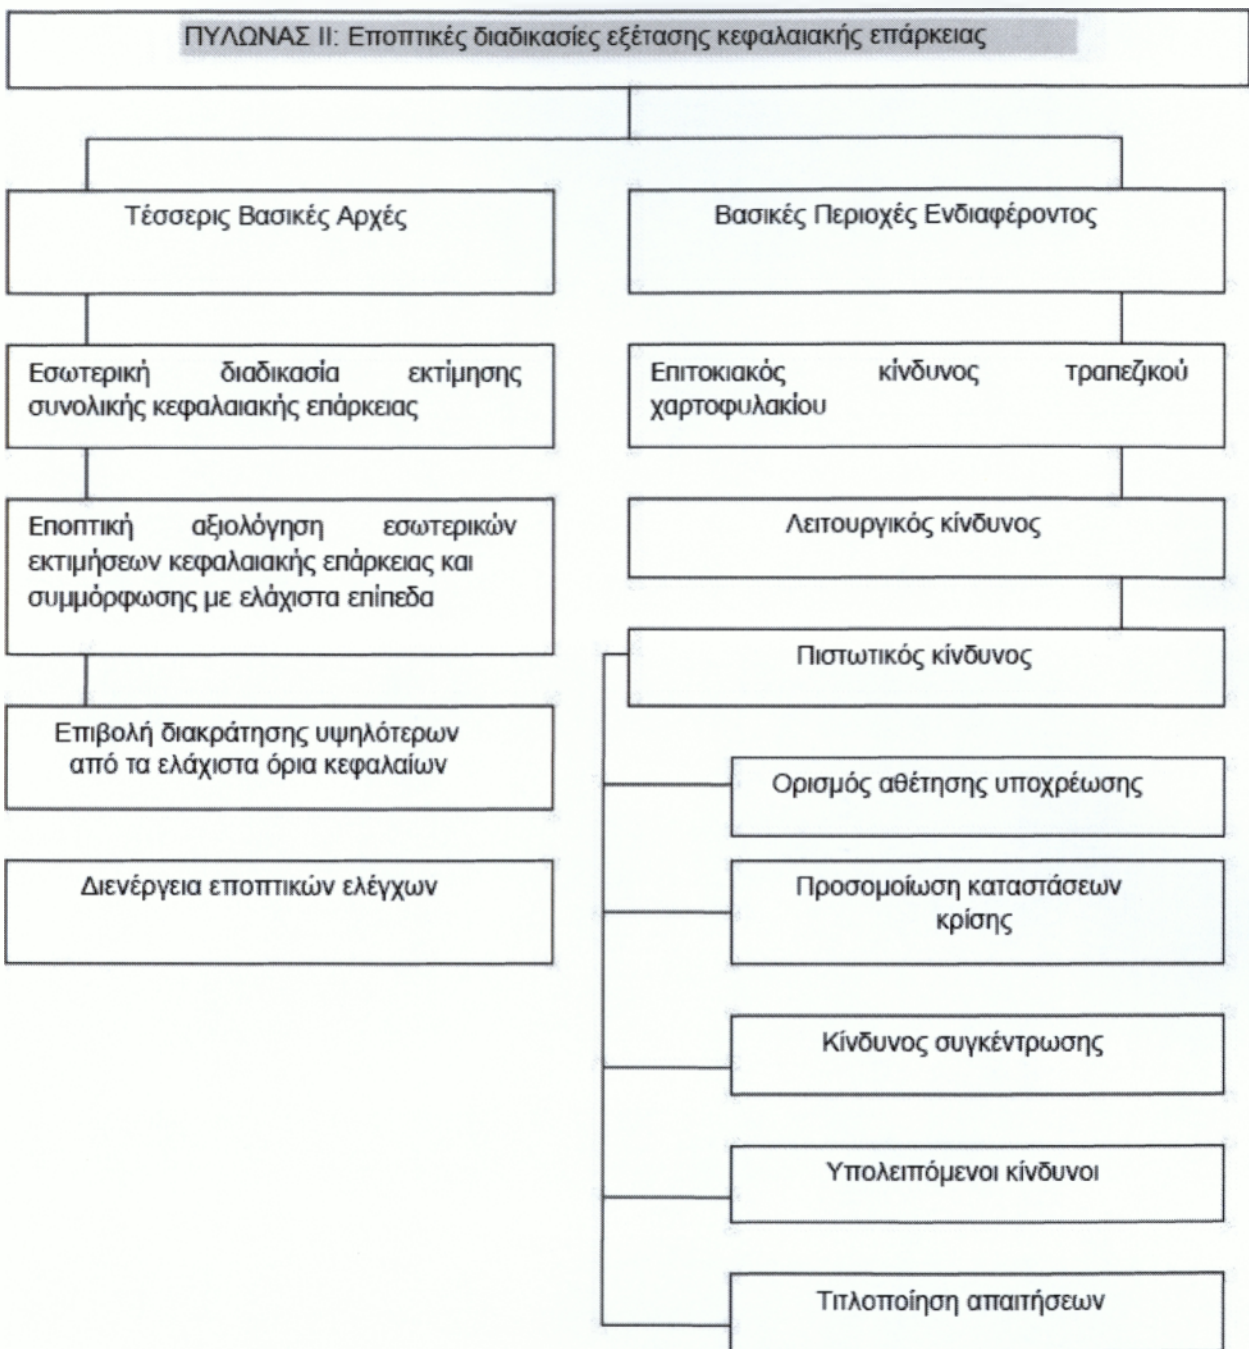 ΠΥΛΩΝΑΣ ΙΙ: Εποπτικές διαδικασίες εξέτασης κεφαλαιακής επάρκειας
Τέσσερις Βασικές Αρχές
Εσωτερική διαδικασία εκτίμησης
συνολικής κεφαλαιακής επάρκειας
Εποπτική αξιολόγηση εσωτερικών
εκτιμήσεων κεφαλαιακής επάρκειας και
συμμόρφωσης με ελάχιστα επίπεδα
Επιβολή διακράτησης υψηλότερων
από τα ελάχιστα όρια κεφαλαίων
Διενέργεια εποπτικών ελέγχων
Βασικές Περιοχές Ενδιαφέροντος
Επιτοκιακός κίνδυνος τραπεζικού
χαρτοφυλακίου
Λειτουργικός κίνδυνος
Πιστωτικός κίνδυνος
Ορισμός αθέτησης υποχρέωσης
Προσομοίωση καταστάσεων
κρίσης
Κίνδυνος συγκέντρωσης
Υπολειπόμενοι κίνδυνοι
Τιτλοποίηση απαιτήσεων